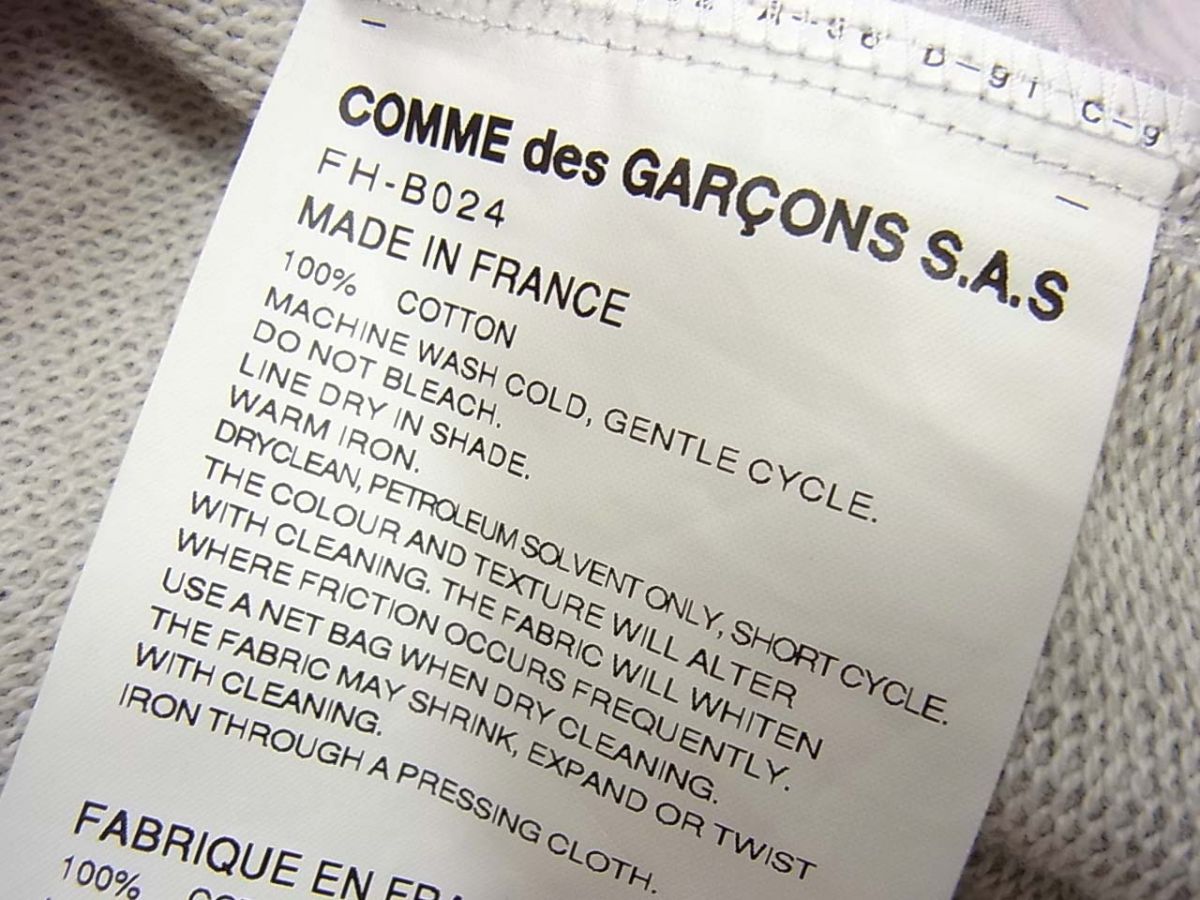 D-91 C-9
COMME des GARÇONS S.A.S
FH-B024
MADE IN FRANCE
100% COTTON
MACHINE WASH COLD, GENTLE CYCLE.
DO NOT BLEACH.
LINE DRY IN SHADE.
WARM IRON.
DRYCLEAN, PETROLEUM SOLVENT ONLY, SHORT CYCLE.
THE COLOUR AND TEXTURE WILL ALTER
WITH CLEANING. THE FABRIC WILL WHITEN
WHERE FRICTION OCCURS FREQUENTLY.
USE A NET BAG WHEN DRY CLEANING.
THE FABRIC MAY SHRINK, EXPAND OR TWIST
WITH CLEANING.
IRON THROUGH A PRESSING CLOTH.
FABRIQUE EN
100%